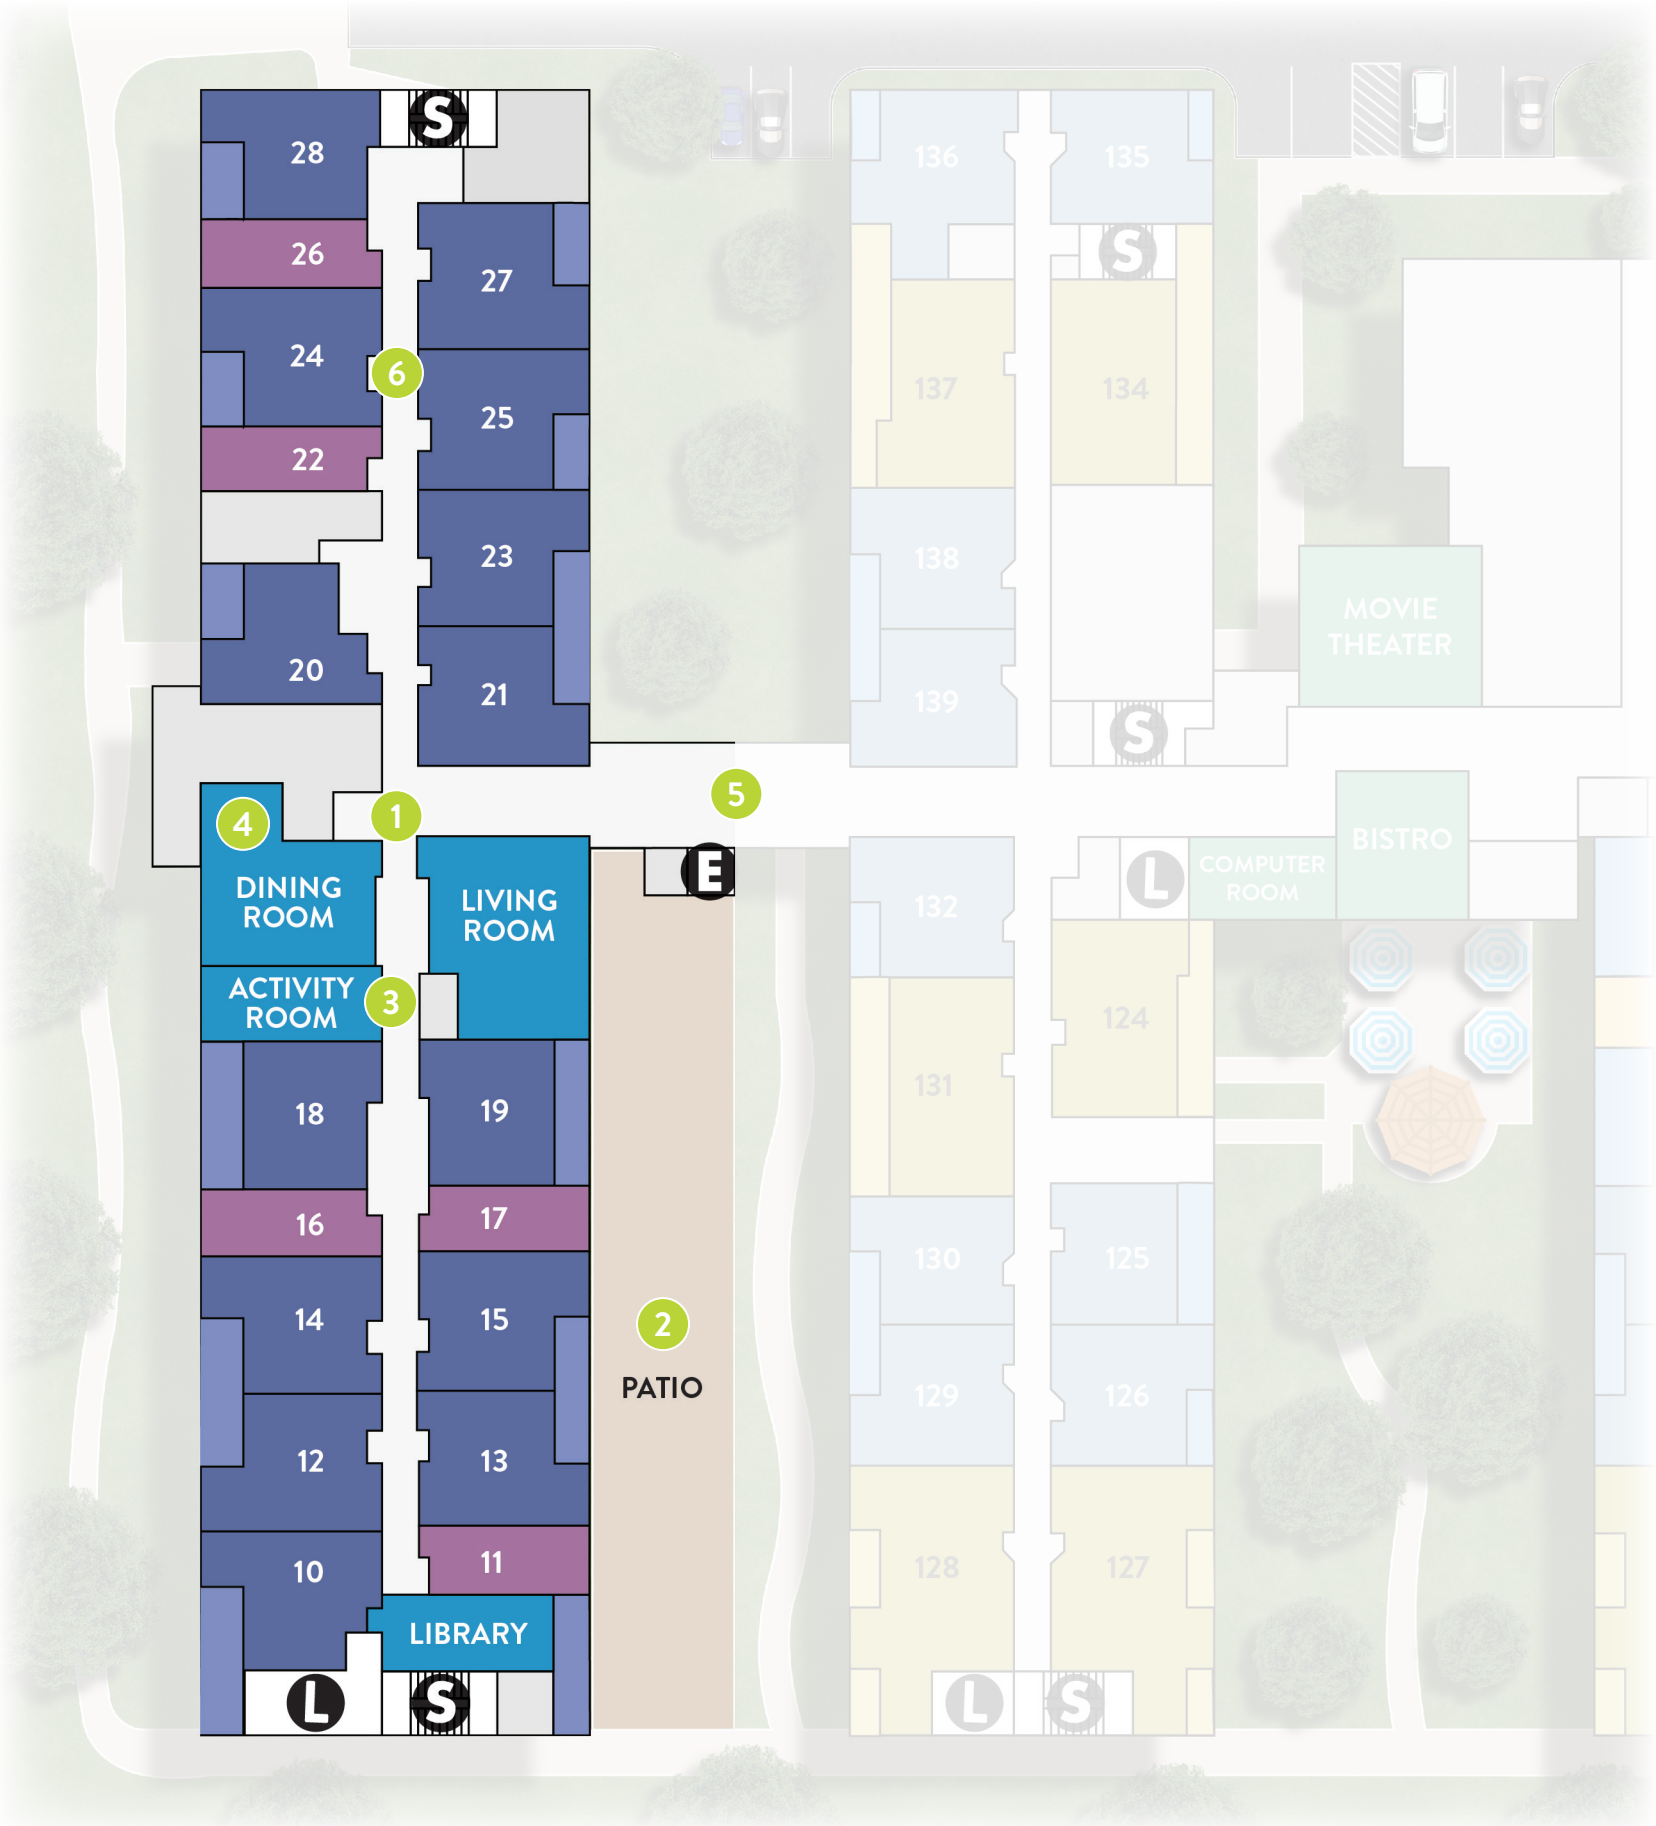 S
28
136
135
26
S
27
24
6
137
134
25
22
23
138
MOVIE
THEATER
20
21
139
S
5
1
4
BISTRO
E
L
COMPUTER
ROOM
DINING
ROOM
LIVING
ROOM
132
ACTIVITY
ROOM
3
124
131
18
19
16
17
130
125
14
15
2
PATIO
129
126
12
13
11
10
128
127
LIBRARY
L
S
L
S